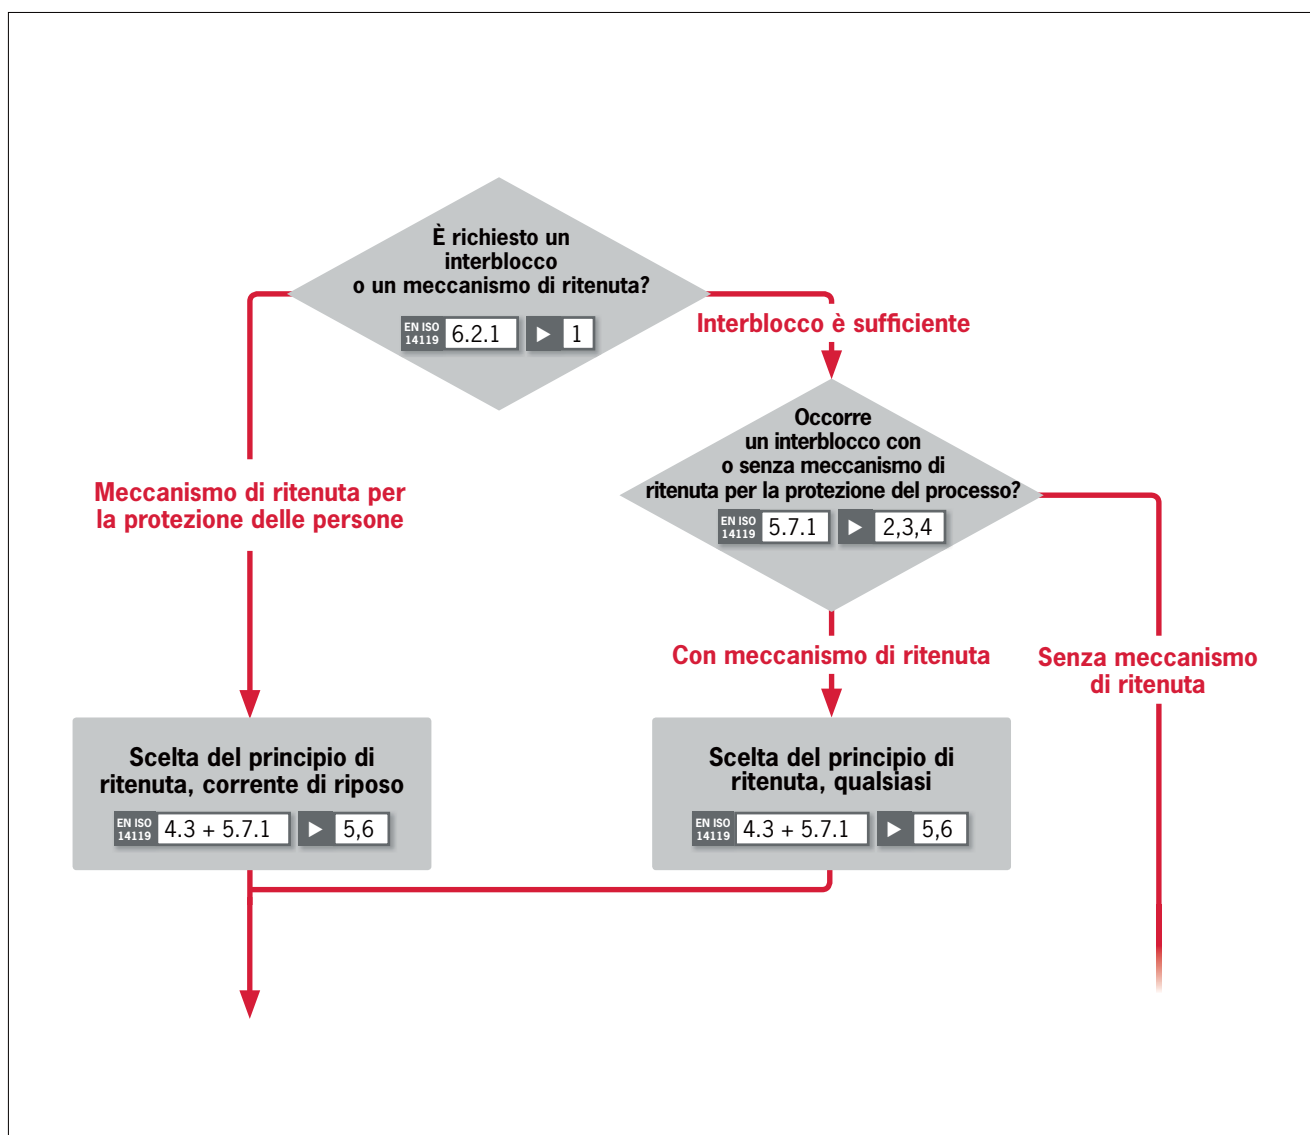 È richiesto un
interblocco
o un meccanismo di ritenuta?
EN ISO
14119
6.2.1
1
Interblocco è sufficiente
Occorre
un interblocco con
o senza meccanismo di
ritenuta per la protezione del processo?
EN ISO
14119
5.7.1
2,3,4
Meccanismo di ritenuta per
la protezione delle persone
Con meccanismo di ritenuta
Senza meccanismo
di ritenuta
Scelta del principio di
ritenuta, corrente di riposo
EN ISO
14119
4.3 + 5.7.1
5,6
Scelta del principio di
ritenuta, qualsiasi
EN ISO
14119
4.3 + 5.7.1
5,6